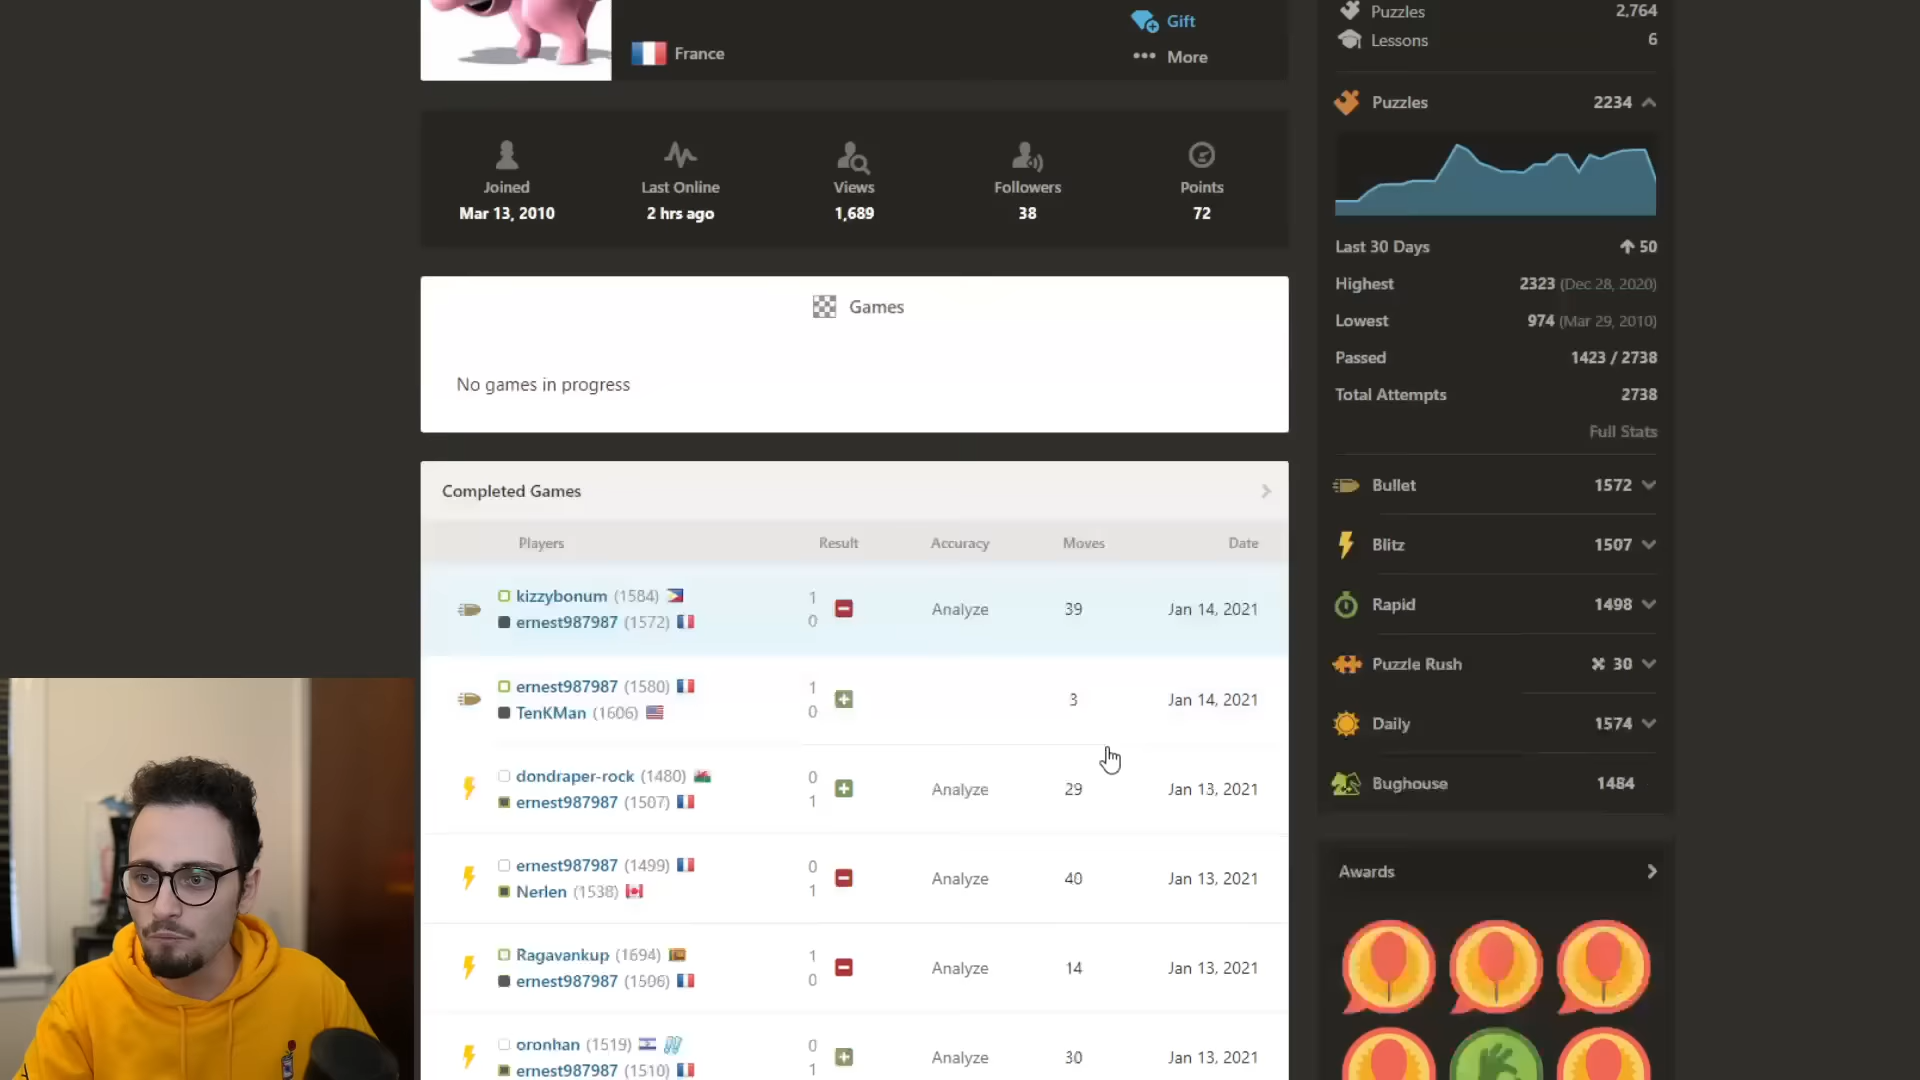 France
Gift
More
Joined
Mar 13, 2010
Last Online
2 hrs ago
Views
1,689
Followers
38
Points
72
Games
No games in progress
Completed Games
Players Result Accuracy Moves Date
kizzybonum (1584) 1
ernest987987 (1572) 0
Analyze 39 Jan 14, 2021
ernest987987 (1580) 1
TenKMan (1606) 0
3 Jan 14, 2021
dondraper-rock (1480) 0
ernest987987 (1507) 1
Analyze 29 Jan 13, 2021
ernest987987 (1499) 0
Nerlen (1538) 1
Analyze 40 Jan 13, 2021
Ragavankup (1694) 1
ernest987987 (1506) 0
Analyze 14 Jan 13, 2021
oronhan (1519) 0
ernest987987 (1510) 1
Analyze 30 Jan 13, 2021
Puzzles 2,764
Lessons 6
Puzzles 2234
Last 30 Days 50
Highest 2323 (Dec 28, 2020)
Lowest 974 (Mar 29, 2010)
Passed 1423 / 2738
Total Attempts 2738
Full Stats
Bullet 1572
Blitz 1507
Rapid 1498
Puzzle Rush 30
Daily 1574
Bughouse 1484
Awards